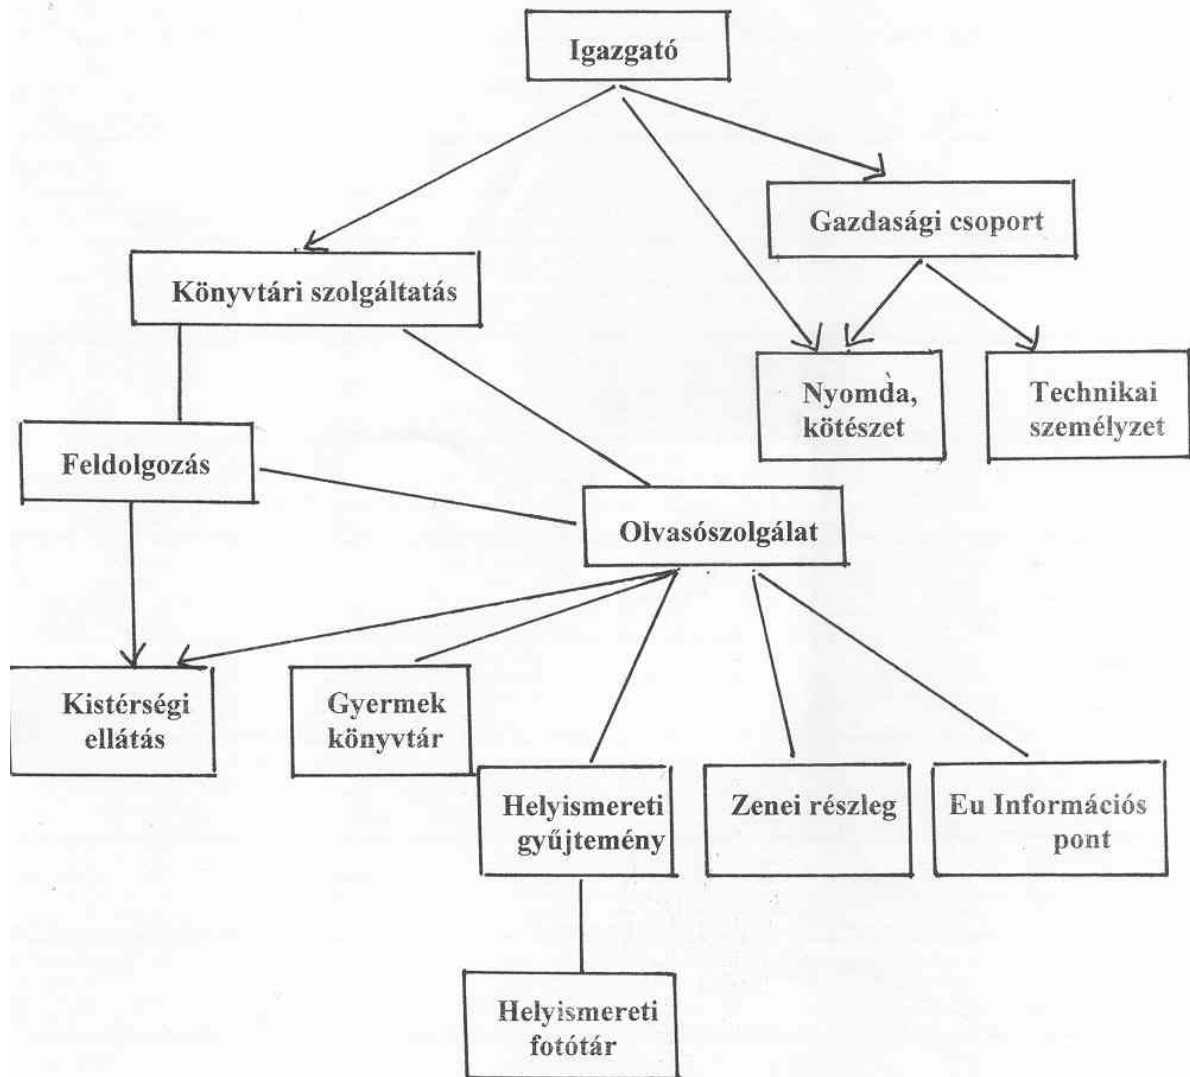 Igazgató
Gazdasági csoport
Könyvtári szolgáltatás
Nyomda,
kötészet
Technikai
személyzet
Feldolgozás
Olvasószolgálat
Kistérségi
ellátás
Gyermek
könyvtár
Helyismereti
gyűjtemény
Zenei részleg
Eu Információs
pont
Helyismereti
fotótár